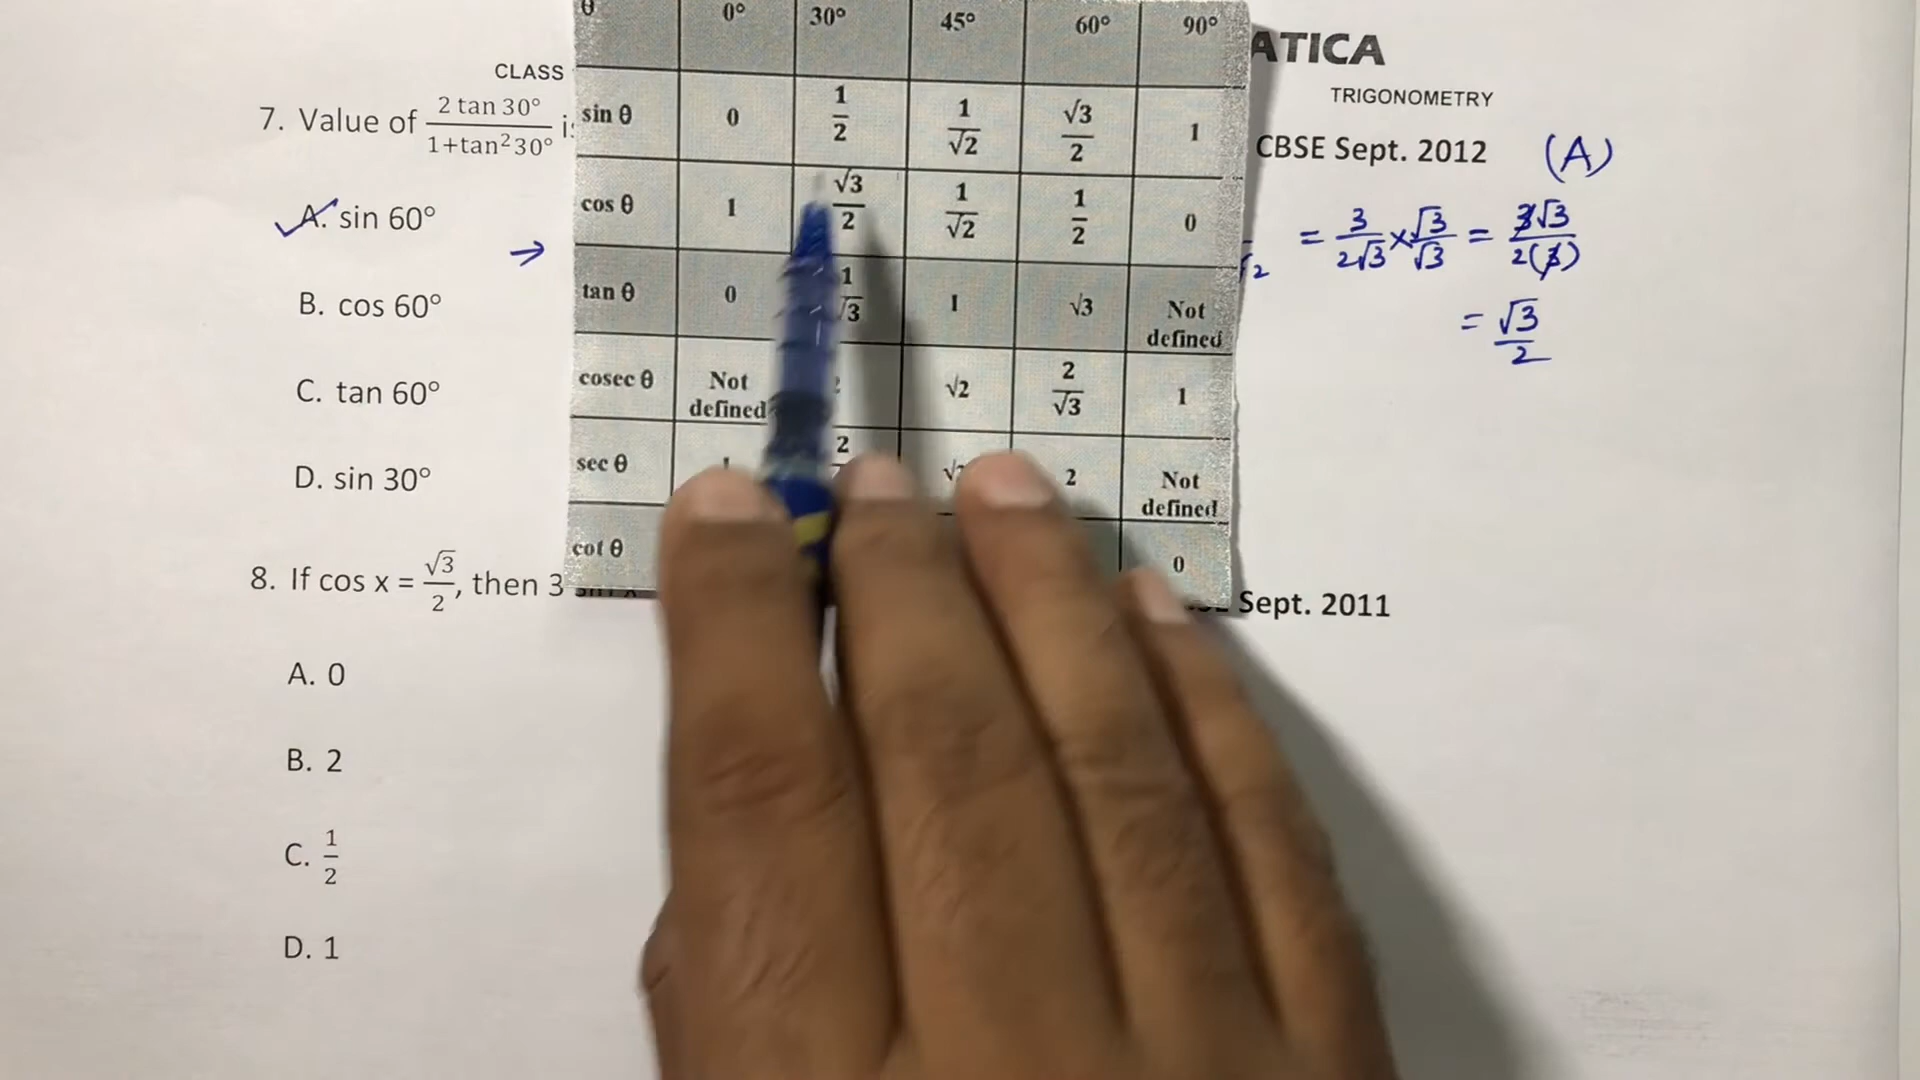 ATICA
CLASS
TRIGONOMETRY
7. Value of 2 tan 30° / 1+tan²30°
CBSE Sept. 2012 (A)
A. sin 60°
B. cos 60°
C. tan 60°
D. sin 30°
→
= 3/2√3 × √3/√3 = 3√3/2(3)
= √3/2
θ 0° 30° 45° 60° 90°
sin θ 0 1/2 1/√2 √3/2 1
cos θ 1 √3/2 1/√2 1/2 0
tan θ 0 1/√3 1 √3 Not defined
cosec θ Not defined √2 2/√3 1
sec θ 2 Not defined
cot θ 0
8. If cos x = √3/2, then 3
Sept. 2011
A. 0
B. 2
C. 1/2
D. 1